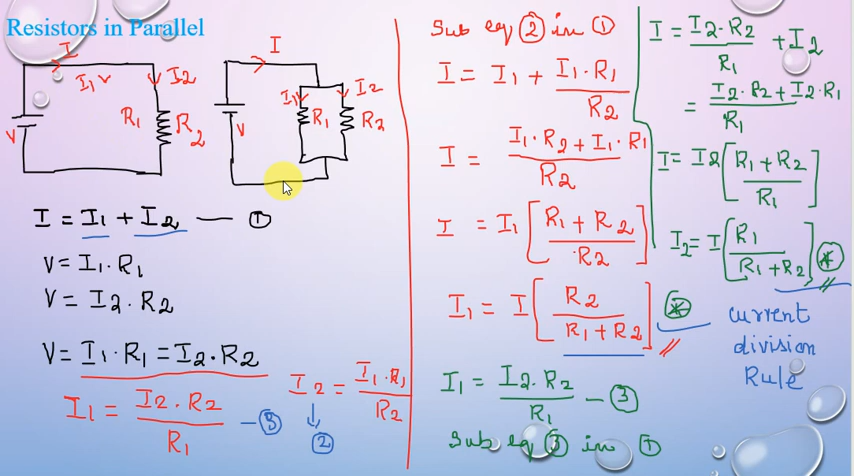 Resistors in Parallel
I
I1
I2
V
R1
R2
I
I1
I2
V
R1
R2
I = I1 + I2 — ①
V = I1 · R1
V = I2 · R2
V = I1 · R1 = I2 · R2
I1 = I2 · R2 / R1 — ③
I2 = I1 · R1 / R2
↓
②
Sub eq ② in ①
I = I1 + I1 · R1 / R2
I = I1 · R2 + I1 · R1 / R2
I = I1 [ R1 + R2 / R2 ]
I1 = I [ R2 / R1 + R2 ] *
I1 = I2 · R2 / R1 — ③
Sub eq ③ in ①
I = I2 · R2 / R1 + I2
= I2 · R2 + I2 · R1 / R1
I = I2 [ R1 + R2 / R1 ]
I2 = I [ R1 / R1 + R2 ] *
current
division
Rule